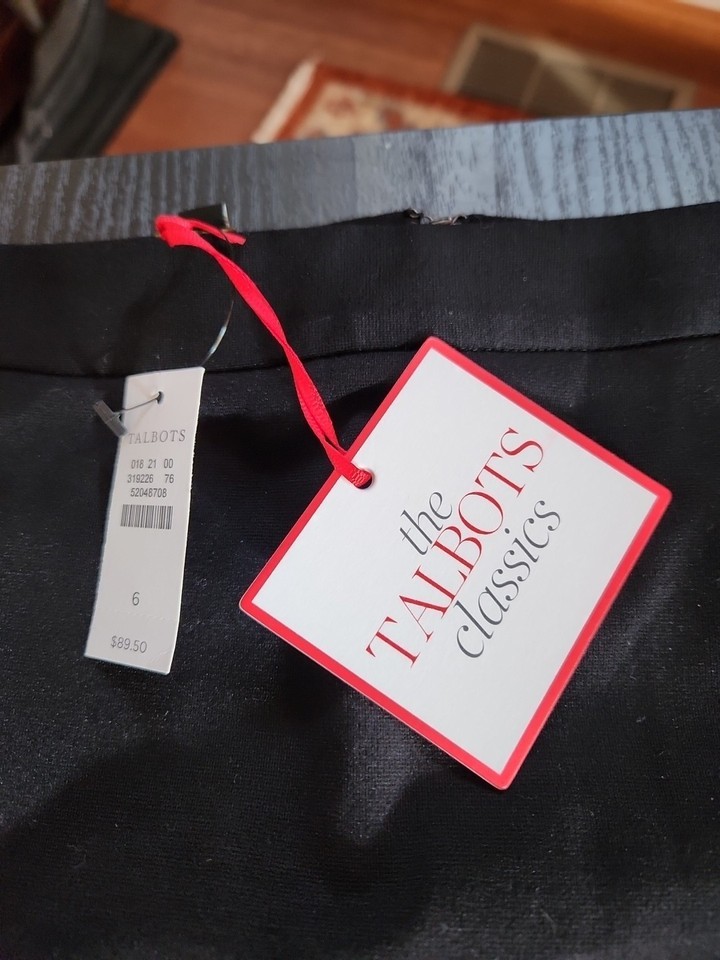 TALBOTS
018 21 00
319226 76
52046708
6
$89.50
the
TALBOTS
classics